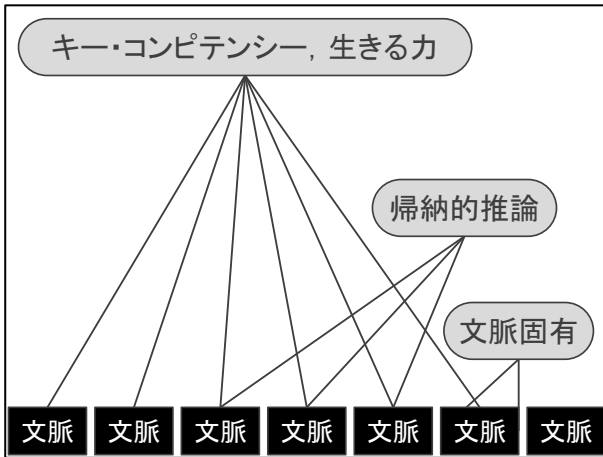 キー・コンピテンシー，生きる力
帰納的推論
文脈固有
文脈 文脈 文脈 文脈 文脈 文脈 文脈